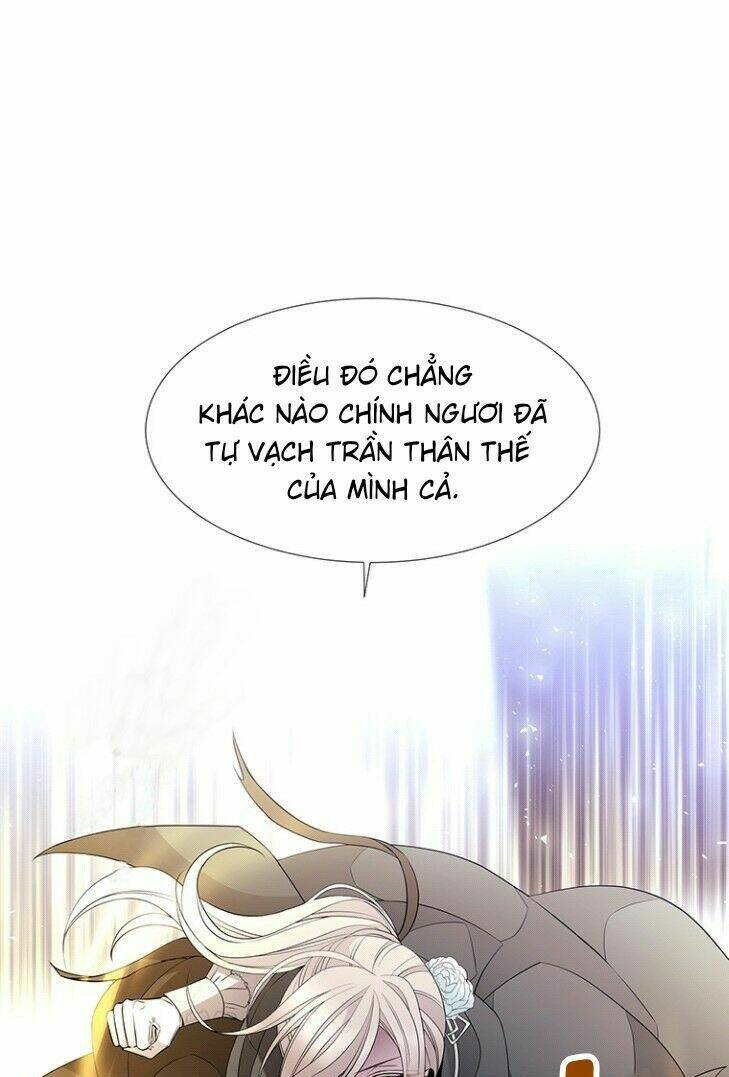 ĐIỀU ĐÓ CHẲNG
KHÁC NÀO CHÍNH NGƯƠI ĐÃ
TỰ VẠCH TRẦN THÂN THẾ
CỦA MÌNH CẢ.